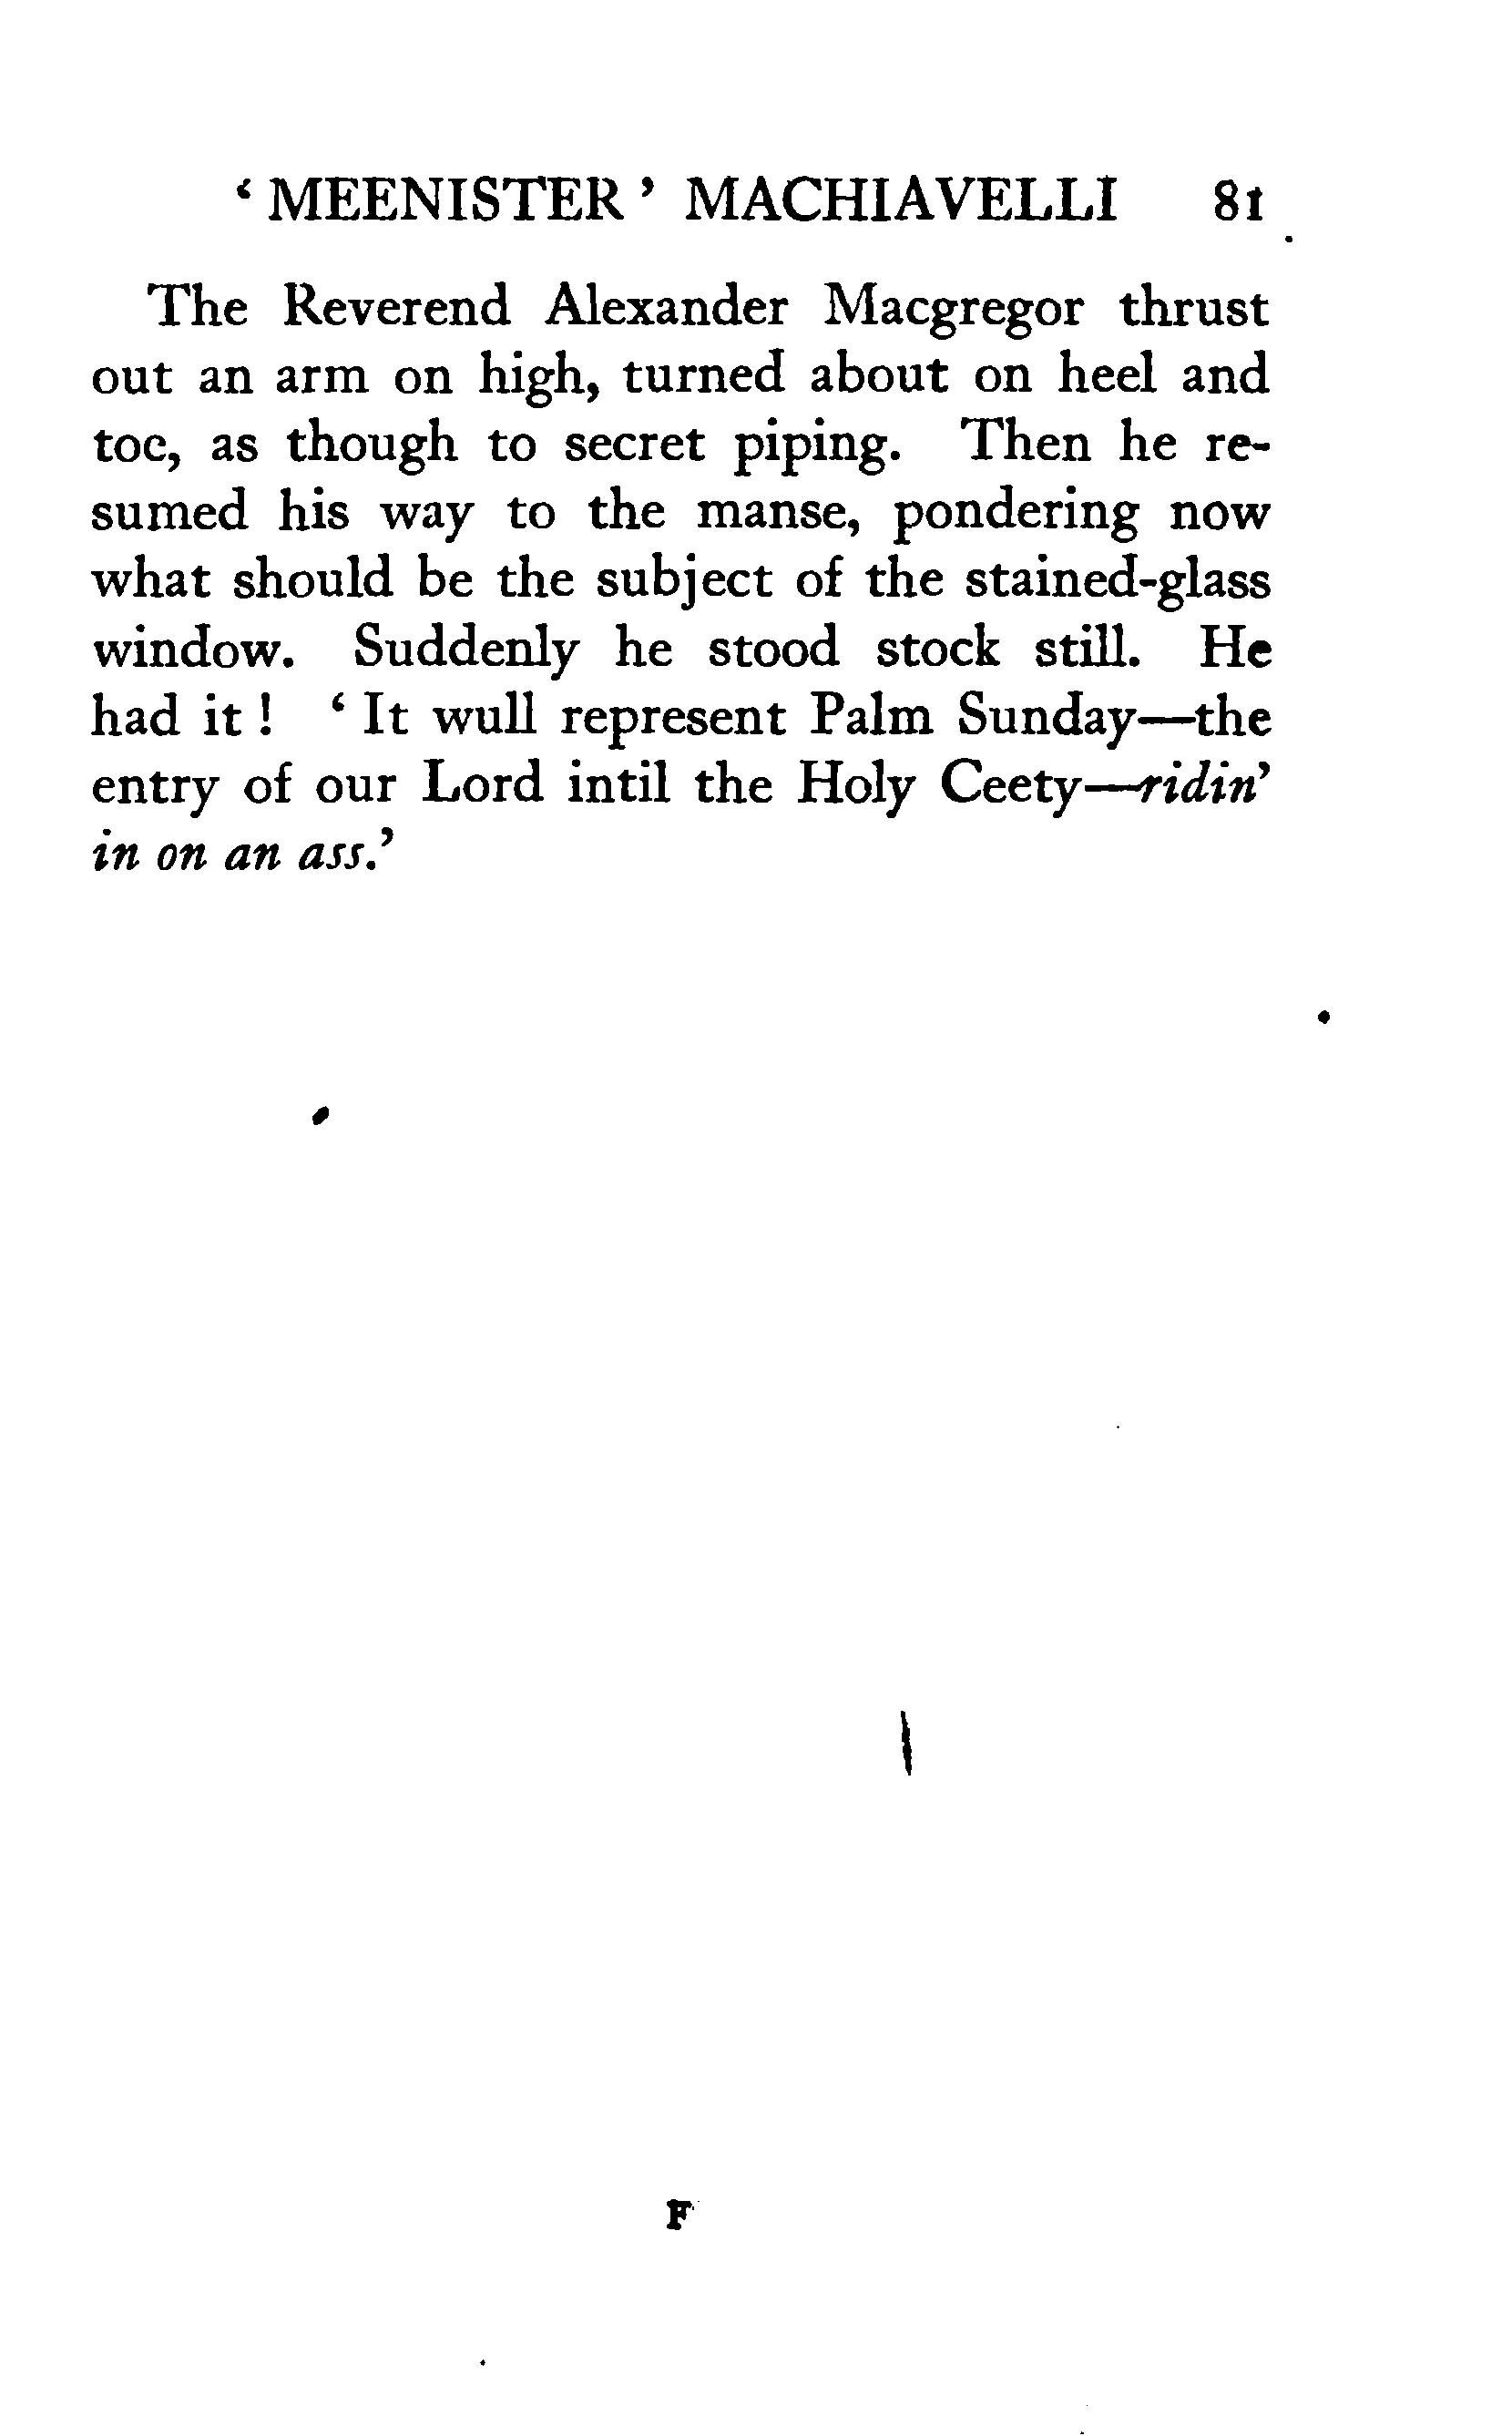 ‘ MEENISTER ’ MACHIAVELLI 81
The Reverend Alexander Macgregor thrust
out an arm on high, turned about on heel and
toe, as though to secret piping. Then he re-
sumed his way to the manse, pondering now
what should be the subject of the stained-glass
window. Suddenly he stood stock still. He
had it ! ‘ It wull represent Palm Sunday—the
entry of our Lord intil the Holy Ceety—ridin’
in on an ass.’
F